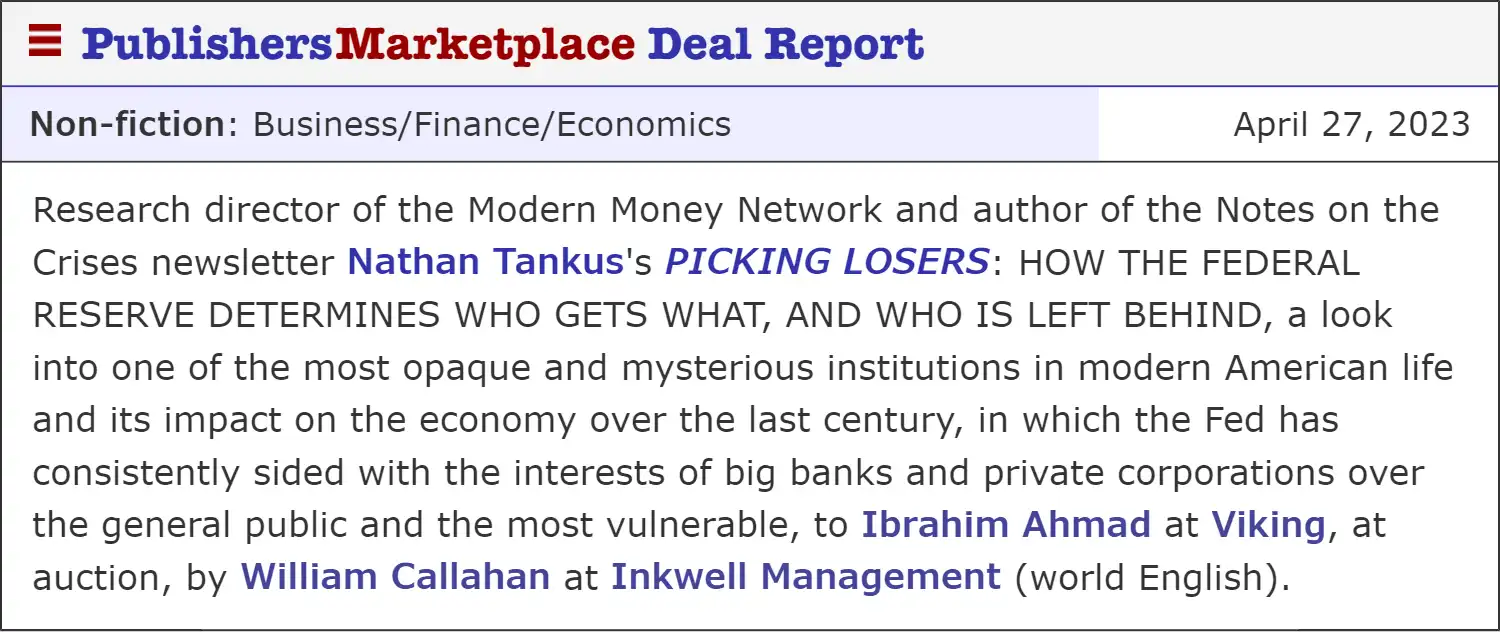 PublishersMarketplace Deal Report
Non-fiction: Business/Finance/Economics April 27, 2023
Research director of the Modern Money Network and author of the Notes on the
Crises newsletter Nathan Tankus's PICKING LOSERS: HOW THE FEDERAL
RESERVE DETERMINES WHO GETS WHAT, AND WHO IS LEFT BEHIND, a look
into one of the most opaque and mysterious institutions in modern American life
and its impact on the economy over the last century, in which the Fed has
consistently sided with the interests of big banks and private corporations over
the general public and the most vulnerable, to Ibrahim Ahmad at Viking, at
auction, by William Callahan at Inkwell Management (world English).